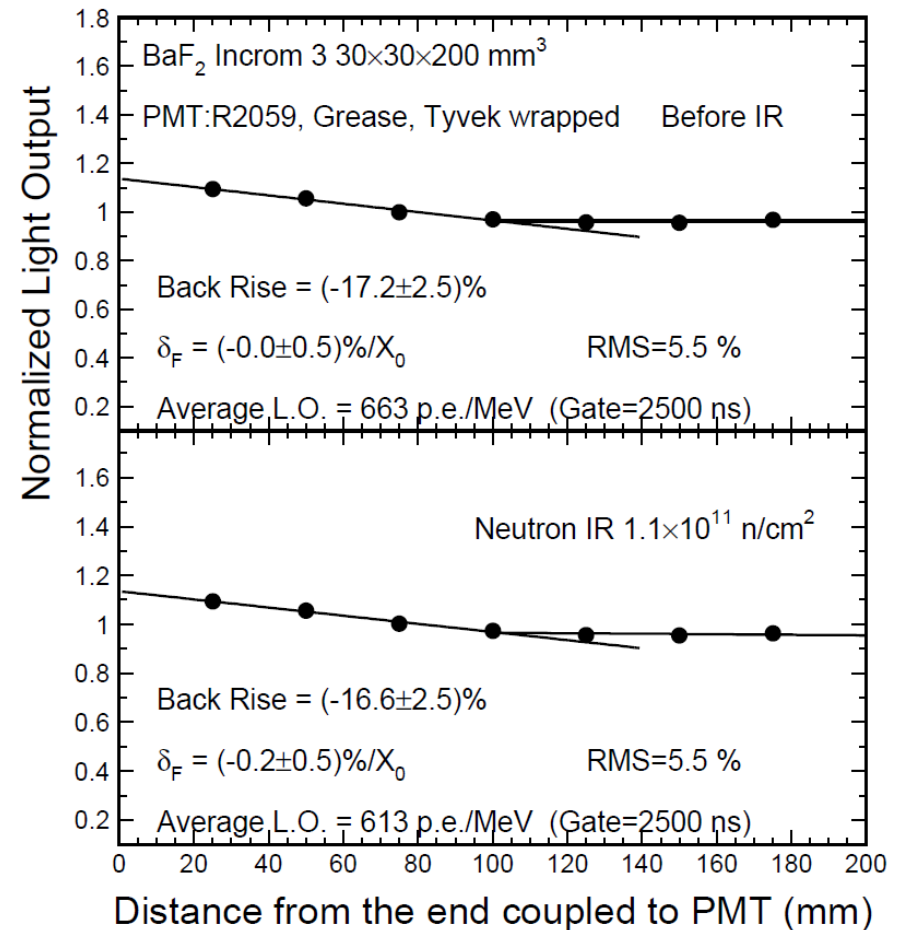 Normalized Light Output
1.8
1.6
1.4
1.2
1
0.8
0.6
0.4
0.2
BaF₂ Incrom 3 30×30×200 mm³
PMT:R2059, Grease, Tyvek wrapped Before IR
Back Rise = (-17.2±2.5)%
δF = (-0.0±0.5)%/X₀ RMS=5.5 %
Average L.O. = 663 p.e./MeV (Gate=2500 ns)
1.6
1.4
1.2
1
0.8
0.6
0.4
0.2
Neutron IR 1.1×10¹¹ n/cm²
Back Rise = (-16.6±2.5)%
δF = (-0.2±0.5)%/X₀ RMS=5.5 %
Average L.O. = 613 p.e./MeV (Gate=2500 ns)
0 20 40 60 80 100 120 140 160 180 200
Distance from the end coupled to PMT (mm)